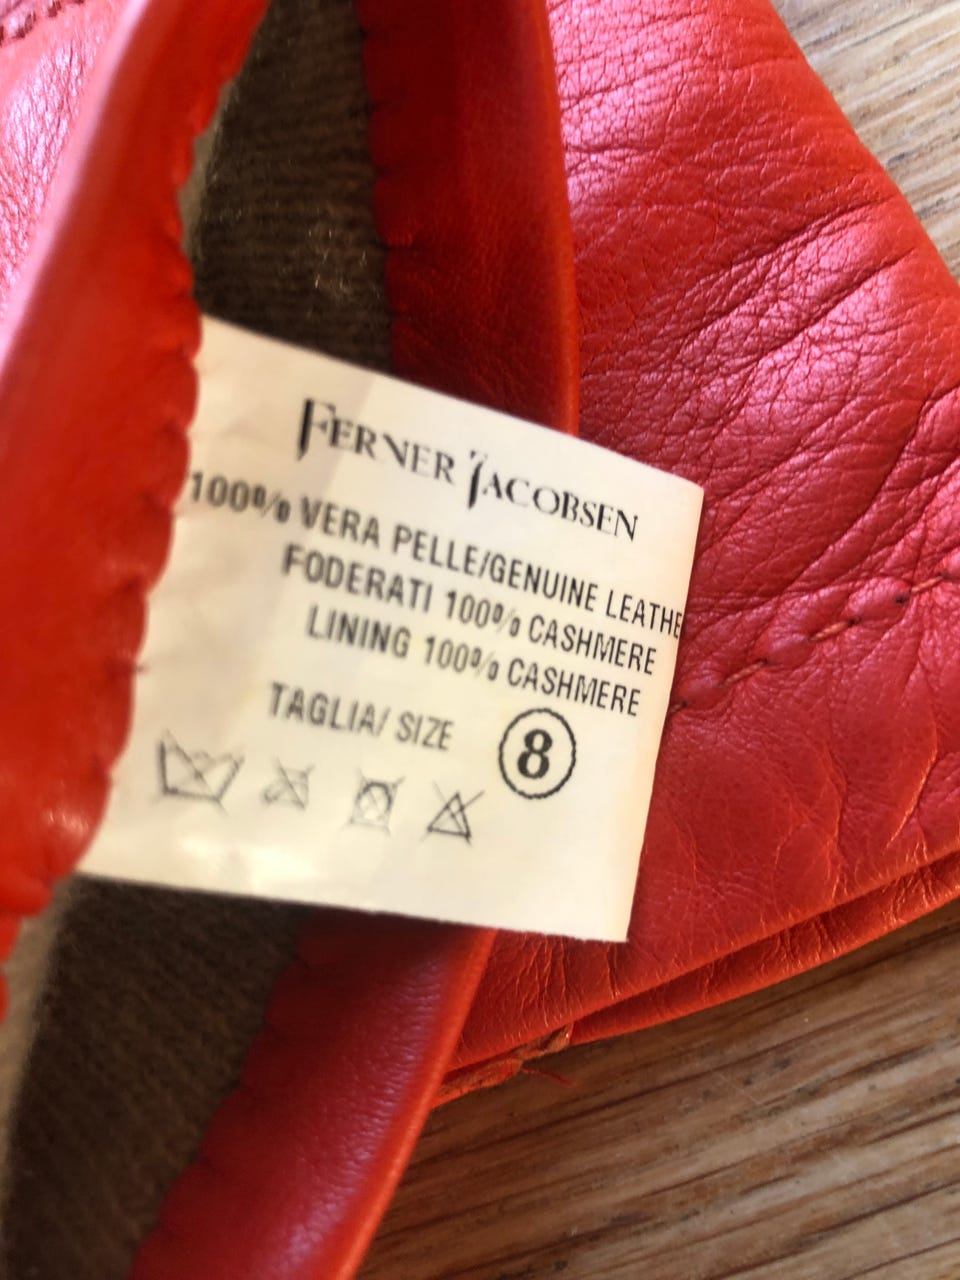 FERNER JACOBSEN
100% VERA PELLE/GENUINE LEATHE
FODERATI 100% CASHMERE
LINING 100% CASHMERE
TAGLIA/ SIZE 8